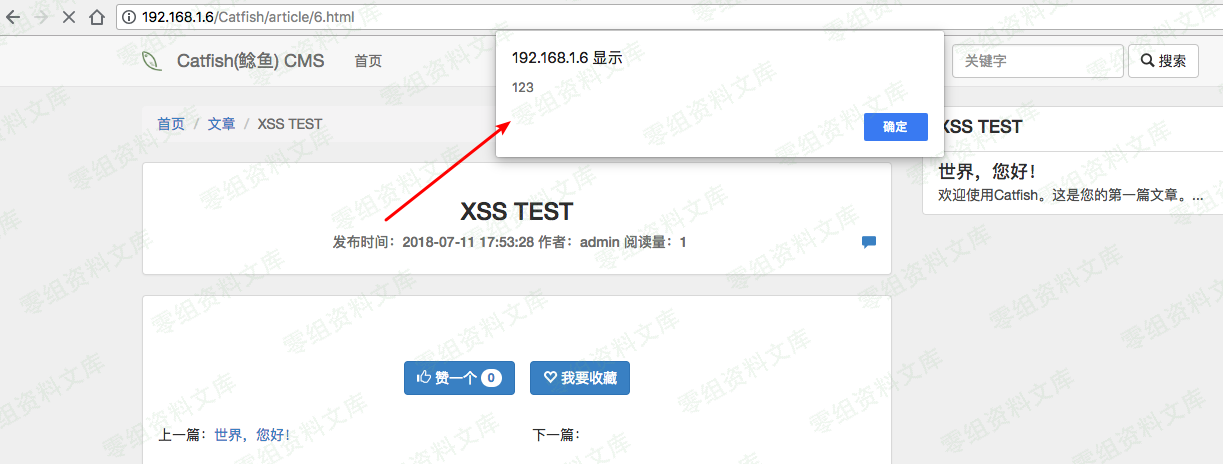 192.168.1.6/Catfish/article/6.html
Catfish(鲶鱼) CMS 首页
192.168.1.6 显示
123
确定
关键字 搜索
首页 / 文章 / XSS TEST
XSS TEST
发布时间：2018-07-11 17:53:28 作者：admin 阅读量：1
赞一个 0 我要收藏
上一篇：世界，您好！ 下一篇：
XSS TEST
世界，您好！
欢迎使用Catfish。这是您的第一篇文章。...
零组资料文库